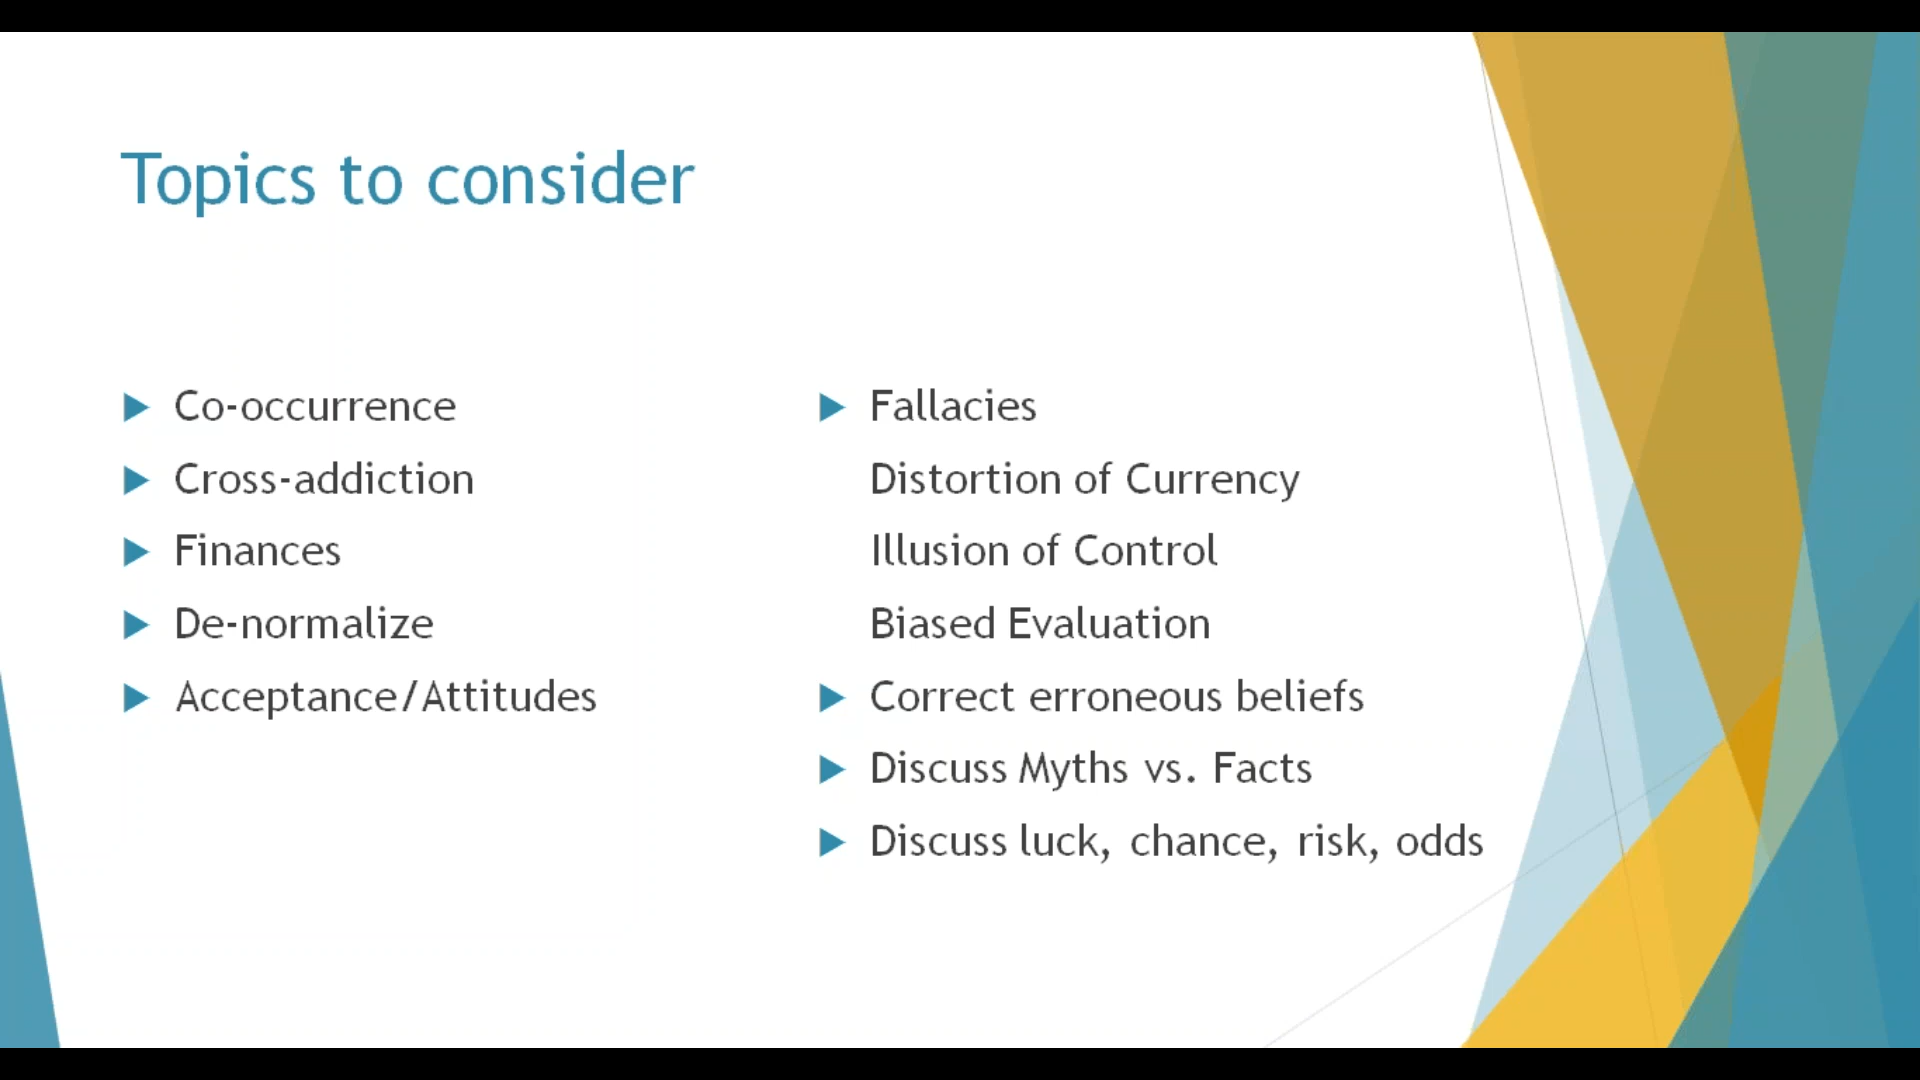 Topics to consider
Co-occurrence
Cross-addiction
Finances
De-normalize
Acceptance/Attitudes
Fallacies
Distortion of Currency
Illusion of Control
Biased Evaluation
Correct erroneous beliefs
Discuss Myths vs. Facts
Discuss luck, chance, risk, odds